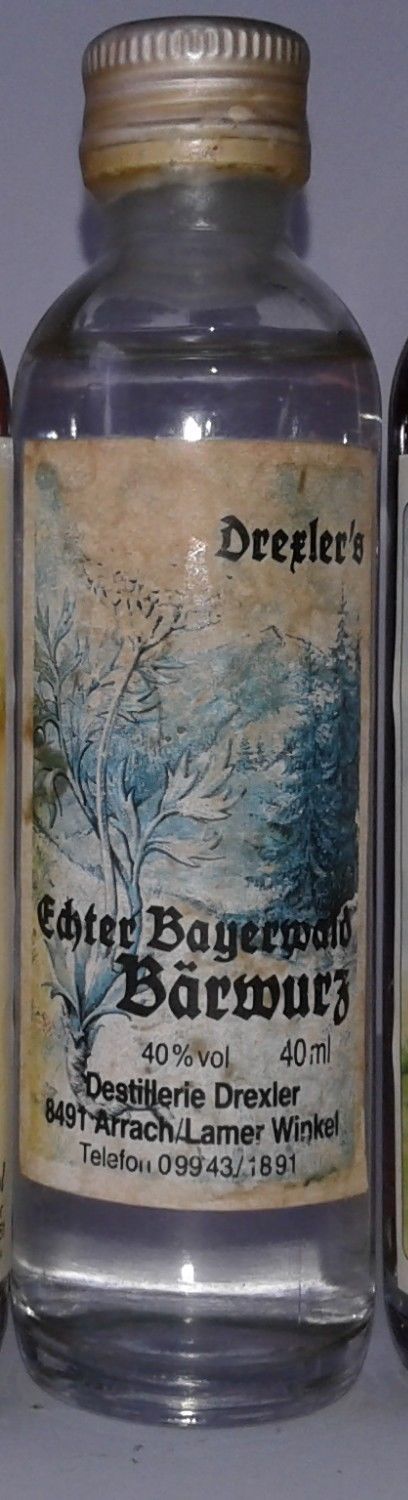 Drexler's
Echter Bayerwald
Bärwurz
40% vol 40 ml
Destillerie Drexler
8491 Arrach/Lamer Winkel
Telefon 09943/1891